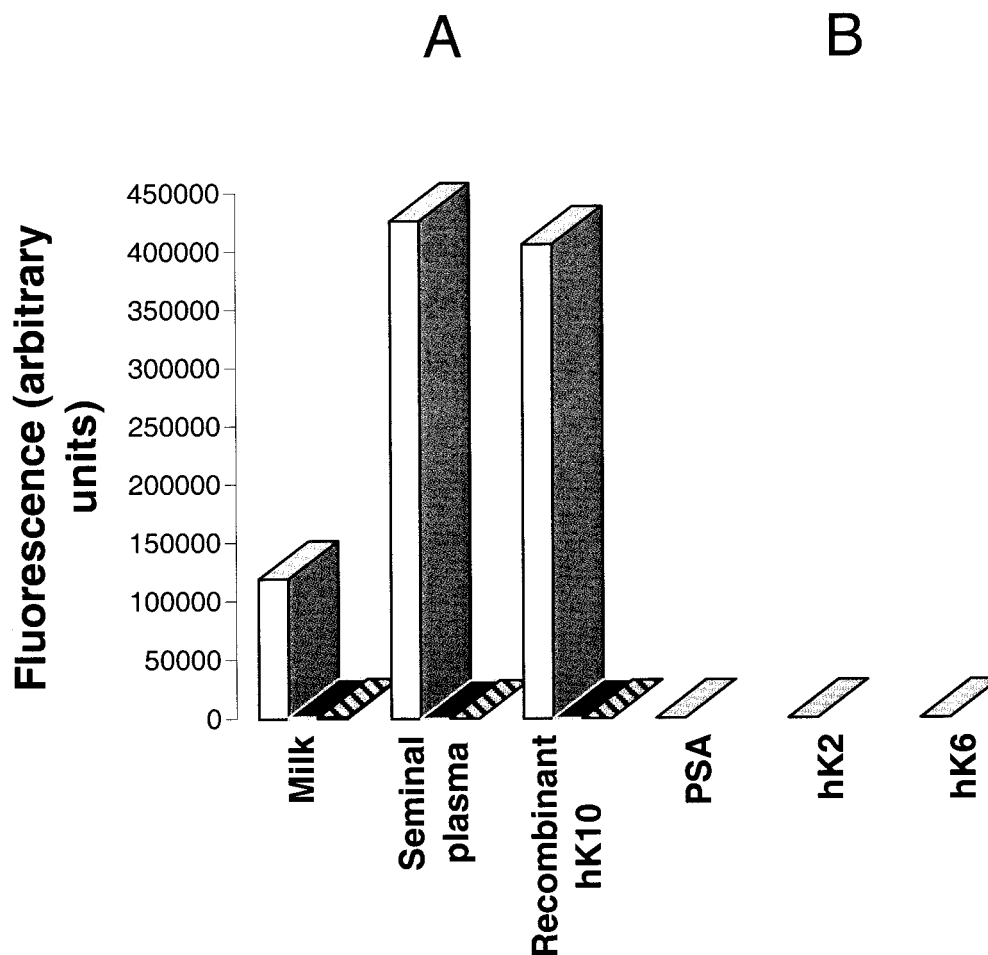 A
B
Fluorescence (arbitrary
units)
450000
400000
350000
300000
250000
200000
150000
100000
50000
0
Milk
Seminal
plasma
Recombinant
hK10
PSA
hK2
hK6